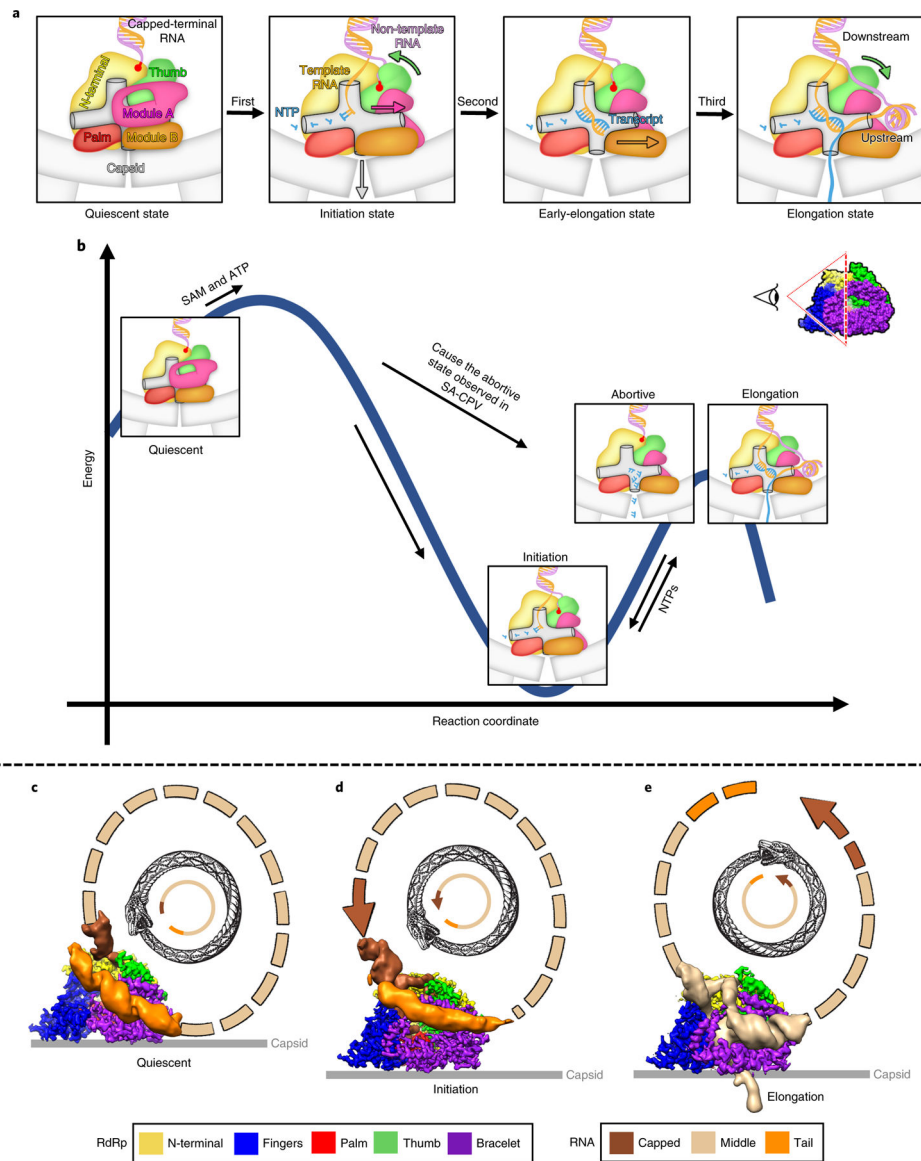 a
Capped-terminal
RNA
N-terminal
Thumb
Module A
Palm
Module B
Capsid
Quiescent state
First
Non-template
RNA
Template
RNA
NTP
Initiation state
Second
Transcript
Early-elongation state
Third
Downstream
Upstream
Elongation state
b
SAM and ATP
Quiescent
Cause the abortive
state observed in
SA-CPV
Abortive
Elongation
Initiation
NTPs
Energy
Reaction coordinate
c
Capsid
Quiescent
d
Capsid
Initiation
e
Capsid
Elongation
RdRp
N-terminal
Fingers
Palm
Thumb
Bracelet
RNA
Capped
Middle
Tail